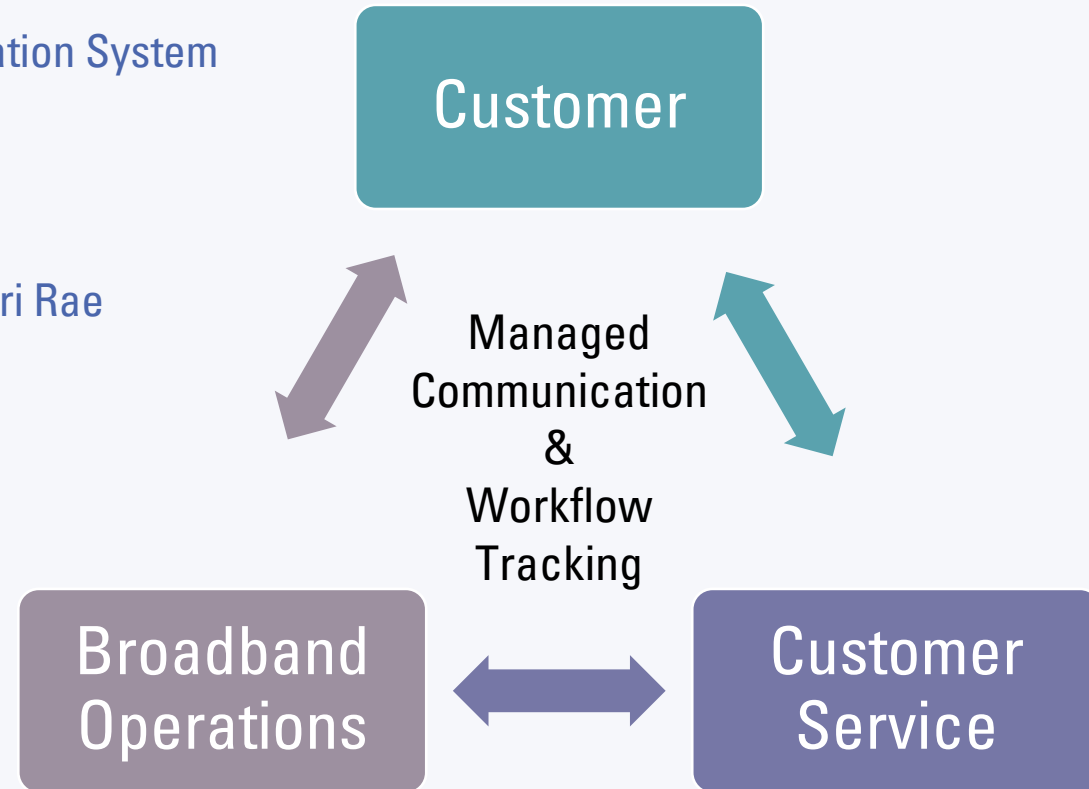 ation System
Customer
ri Rae
Managed
Communication
&
Workflow
Tracking
Broadband
Operations
Customer
Service